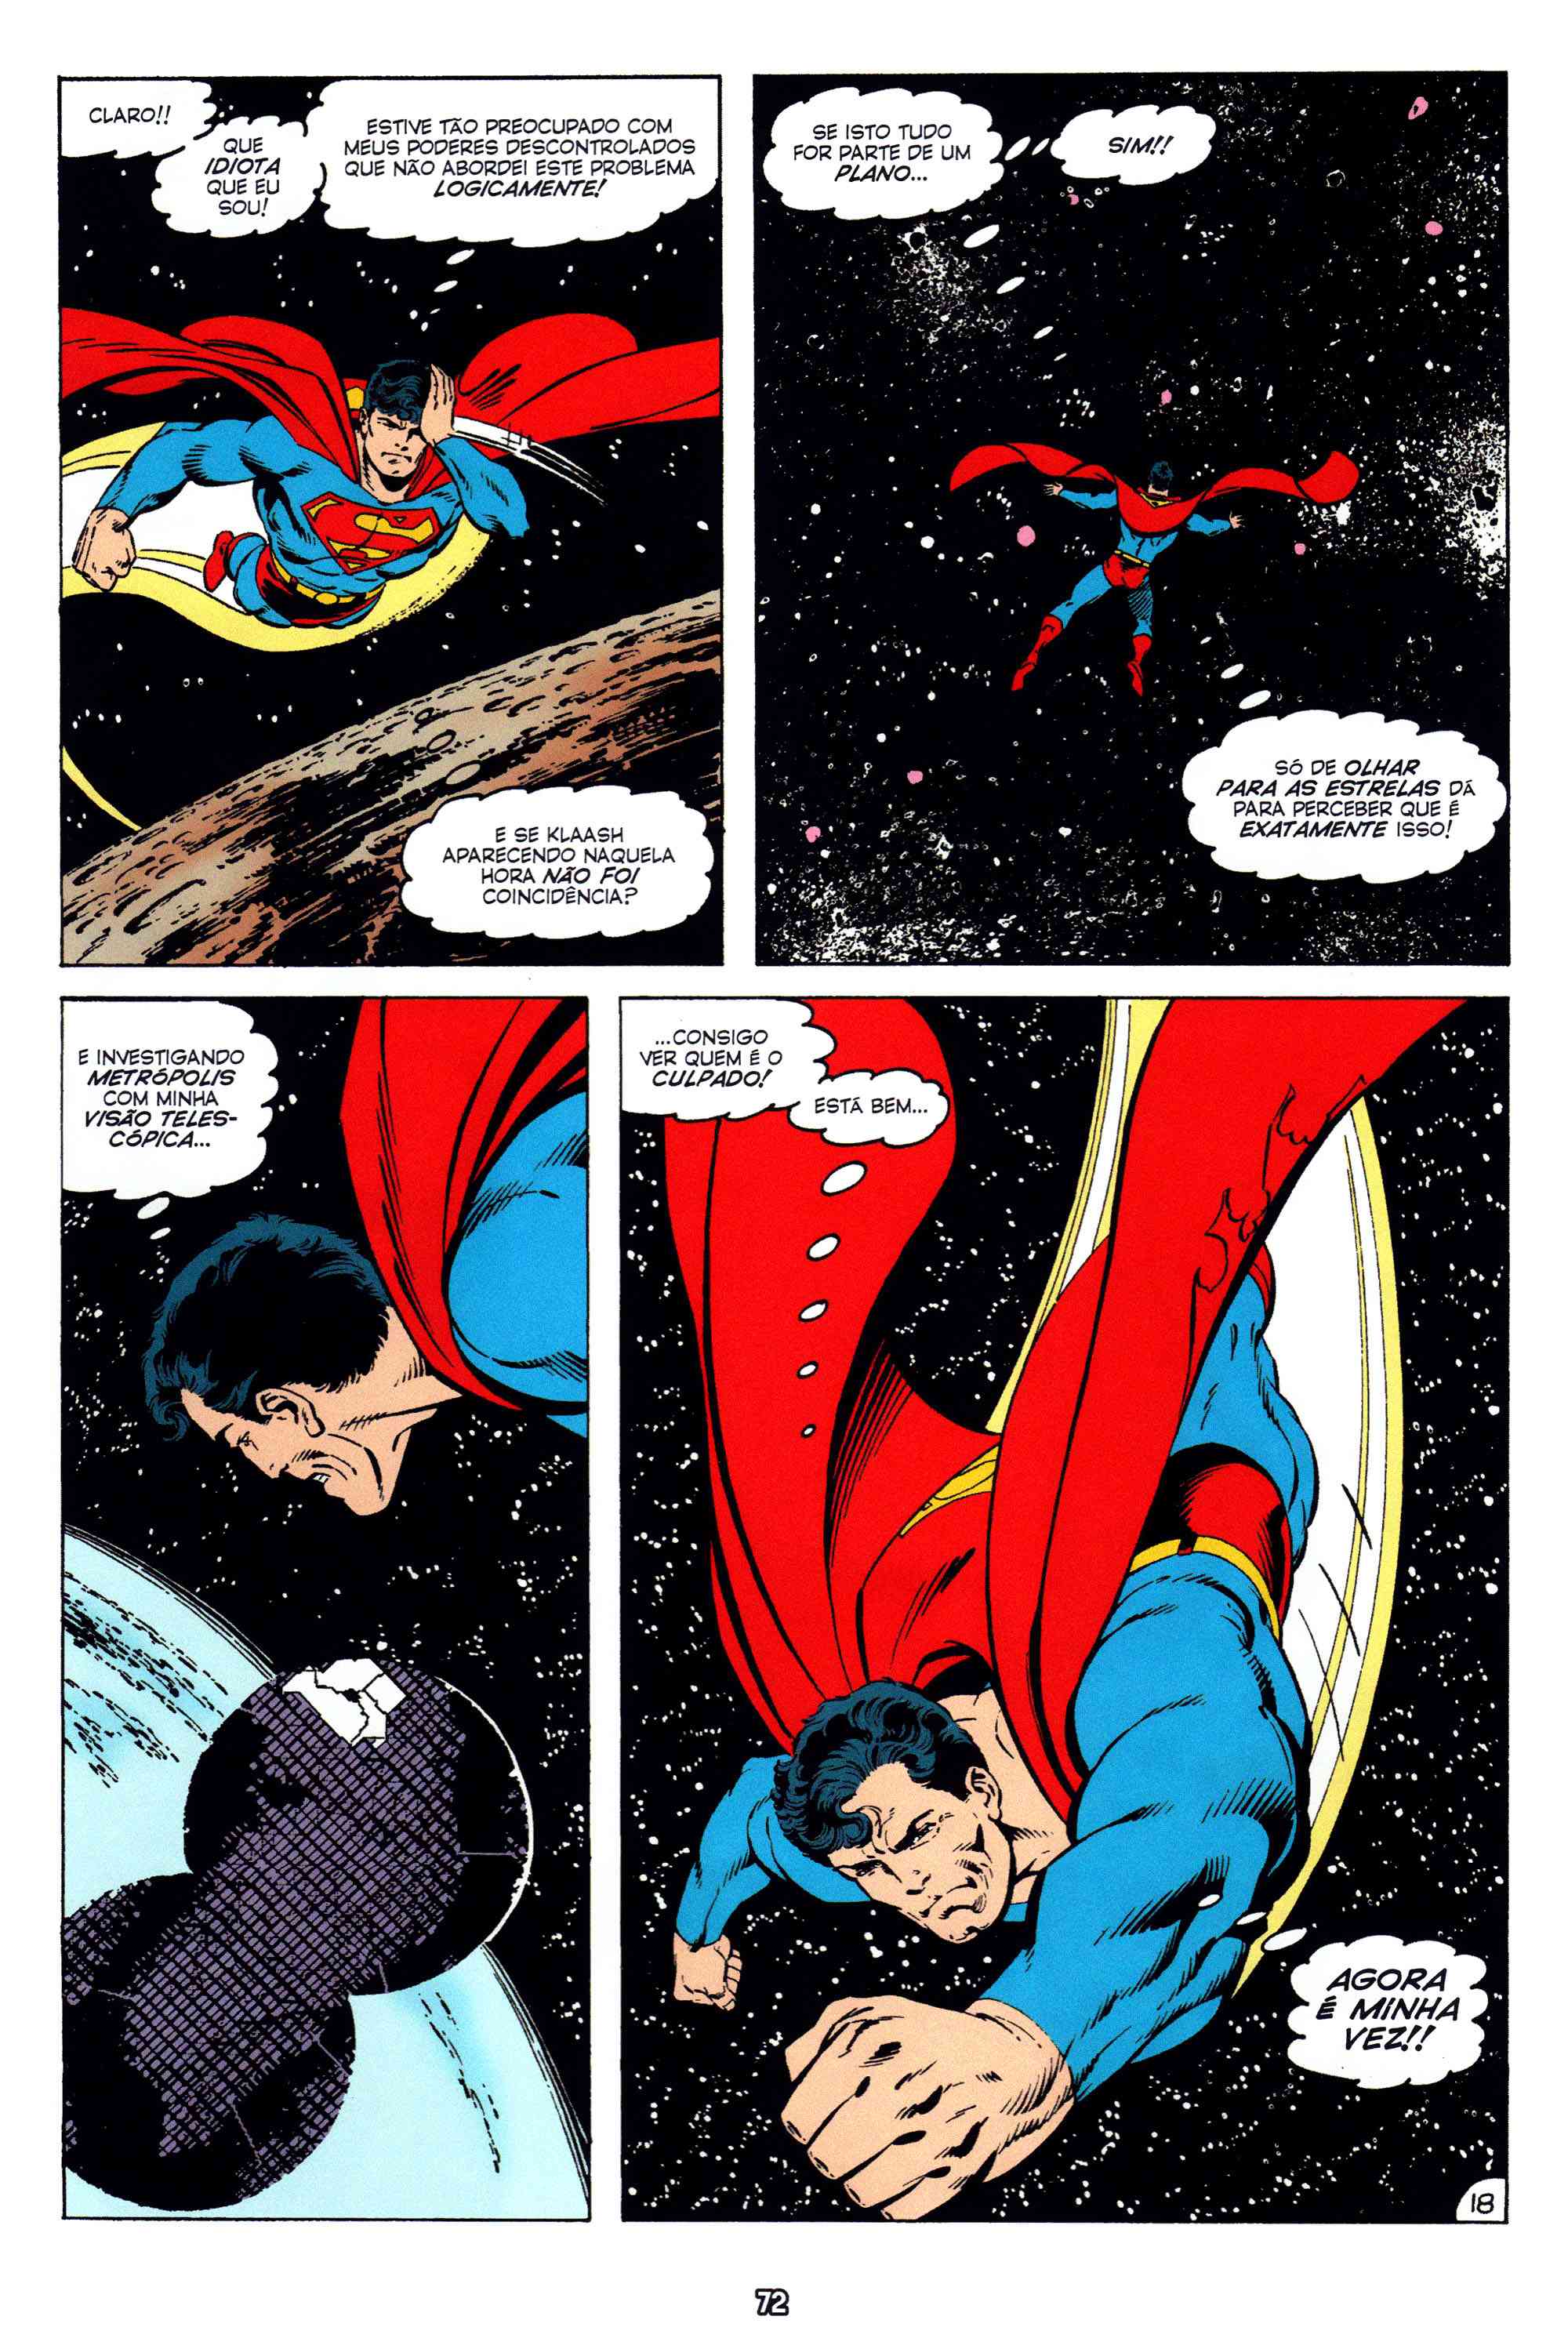 CLARO!!
QUE
IDIOTA
QUE EU
SOU!
ESTIVE TÃO PREOCUPADO COM
MEUS PODERES DESCONTROLADOS
QUE NÃO ABORDEI ESTE PROBLEMA
LOGICAMENTE!
E SE KLAASH
APARECENDO NAQUELA
HORA NÃO FOI
COINCIDÊNCIA?
SE ISTO TUDO
FOR PARTE DE UM
PLANO...
SIM!!
SÓ DE OLHAR
PARA AS ESTRELAS DÁ
PARA PERCEBER QUE É
EXATAMENTE ISSO!
E INVESTIGANDO
METRÓPOLIS
COM MINHA
VISÃO TELES-
CÓPICA...
...CONSIGO
VER QUEM É O
CULPADO!
ESTÁ BEM...
AGORA
É MINHA
VEZ!!
18
72